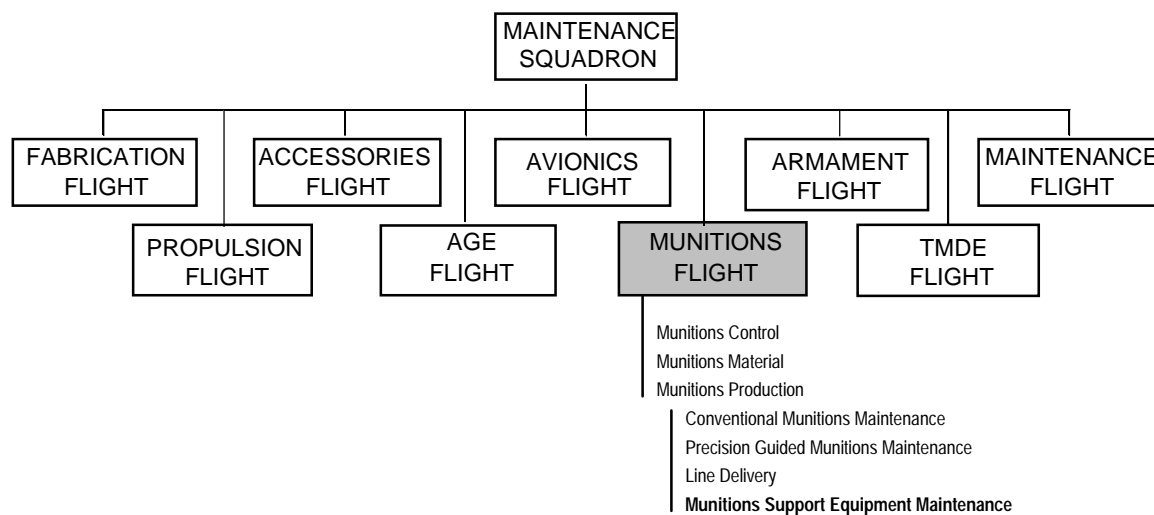 MAINTENANCE
SQUADRON
FABRICATION
FLIGHT
ACCESSORIES
FLIGHT
AVIONICS
FLIGHT
ARMAMENT
FLIGHT
MAINTENANCE
FLIGHT
PROPULSION
FLIGHT
AGE
FLIGHT
MUNITIONS
FLIGHT
TMDE
FLIGHT
Munitions Control
Munitions Material
Munitions Production
Conventional Munitions Maintenance
Precision Guided Munitions Maintenance
Line Delivery
Munitions Support Equipment Maintenance